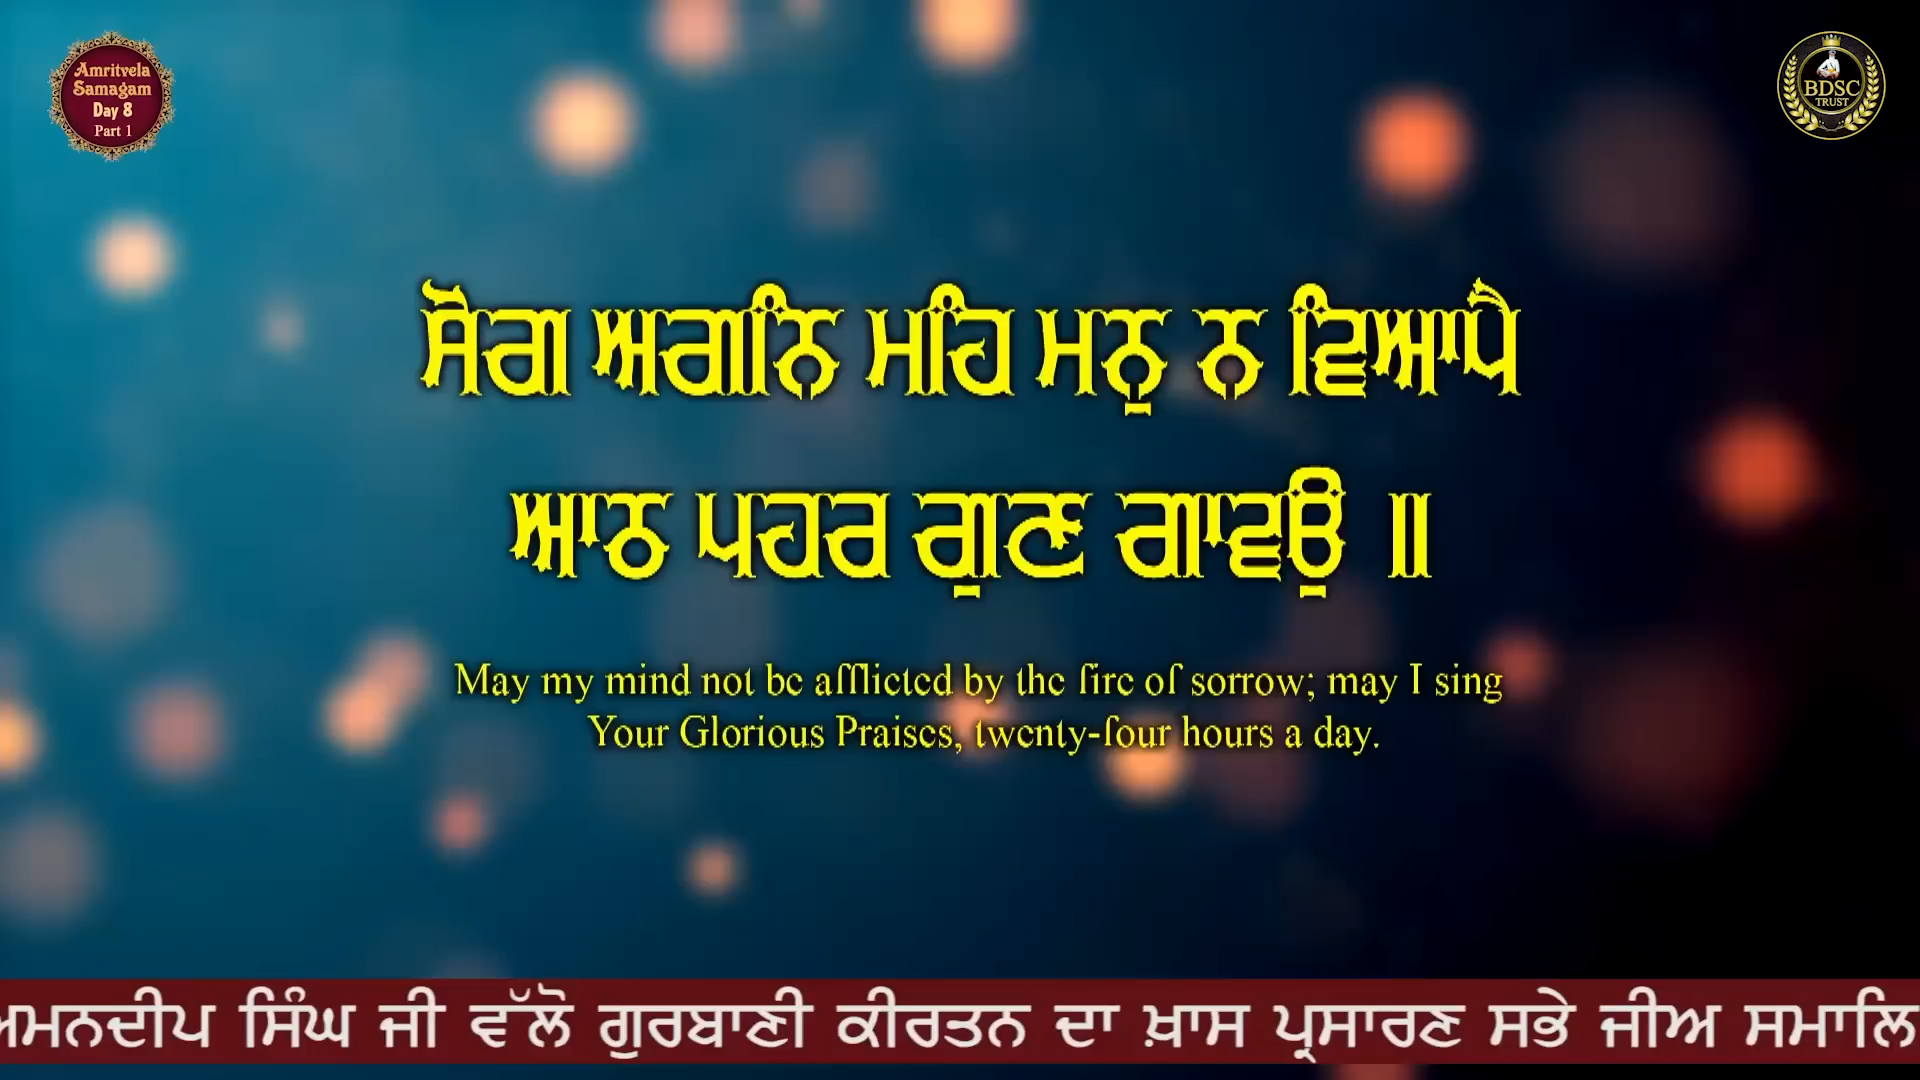 Amritvela
Samagam
Day 8
Part 1
BDSC
TRUST
ਸੋਗ ਅਗਨਿ ਮਹਿ ਮਨੁ ਨ ਵਿਆਪੈ
ਆਠ ਪਹਰ ਗੁਣ ਗਾਵਉ ॥
May my mind not be afflicted by the fire of sorrow; may I sing
Your Glorious Praises, twenty-four hours a day.
ਅਮਨਦੀਪ ਸਿੰਘ ਜੀ ਵੱਲੋ ਗੁਰਬਾਣੀ ਕੀਰਤਨ ਦਾ ਖ਼ਾਸ ਪ੍ਰਸਾਰਣ ਸਭੇ ਜੀਅ ਸਮਾਲਿ